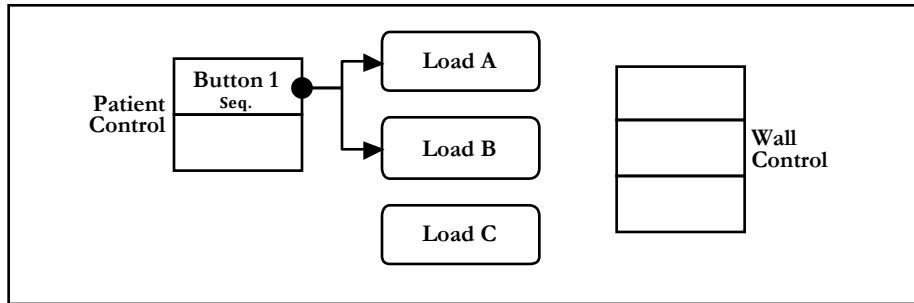 Patient
Control
Button 1
Seq.
Load A
Load B
Load C
Wall
Control